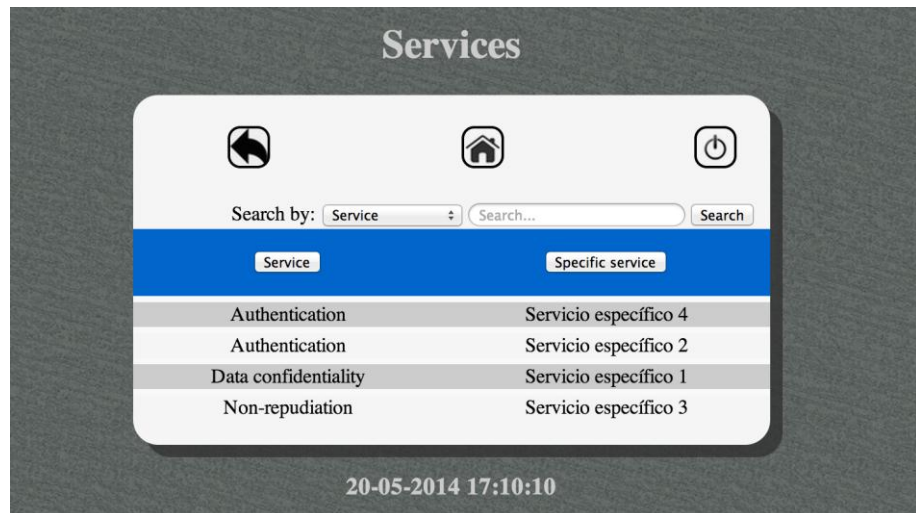 Services
Search by: Service Search... Search
Service Specific service
Authentication Servicio específico 4
Authentication Servicio específico 2
Data confidentiality Servicio específico 1
Non-repudiation Servicio específico 3
20-05-2014 17:10:10